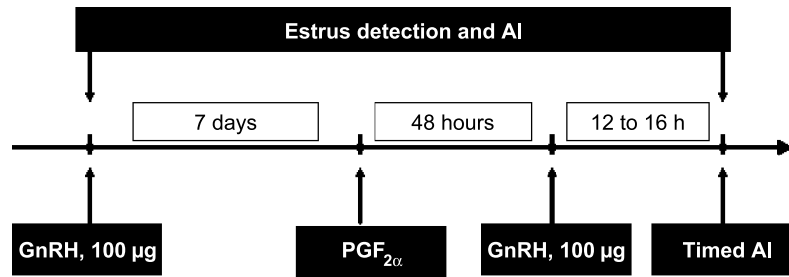 Estrus detection and AI
7 days
48 hours
12 to 16 h
GnRH, 100 µg
PGF2α
GnRH, 100 µg
Timed AI